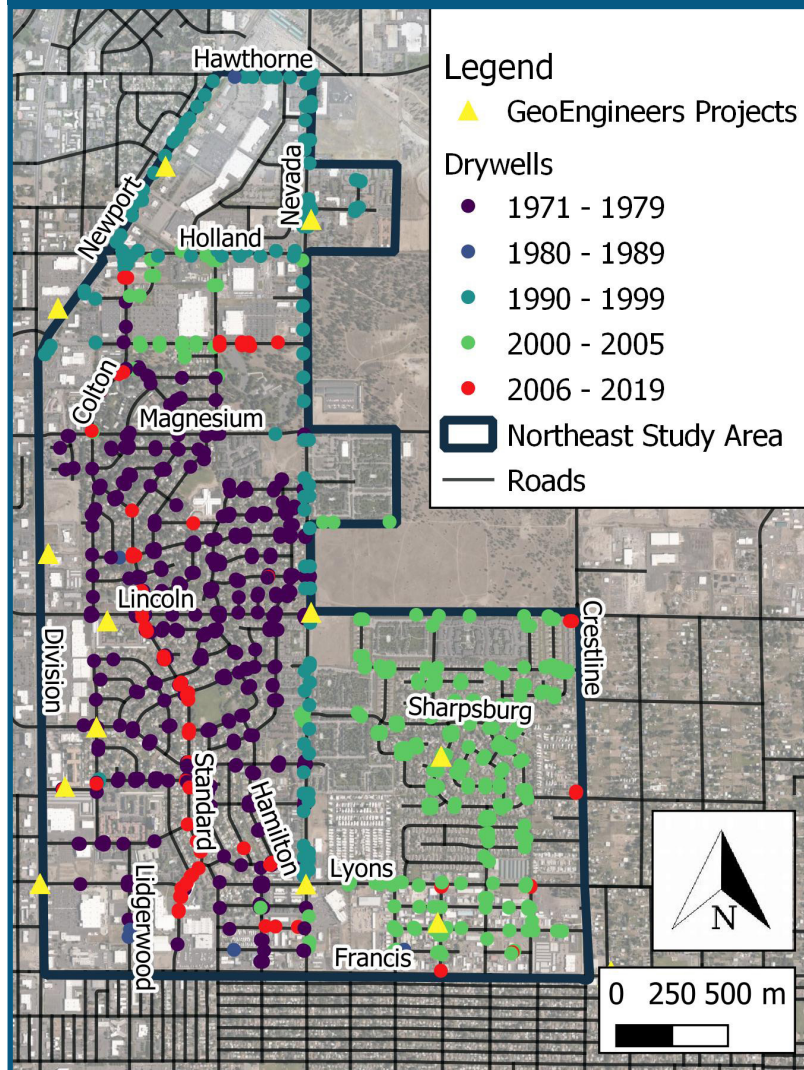 Hawthorne
Newport
Nevada
Holland
Colton
Magnesium
Lincoln
Division
Crestline
Sharpsburg
Standard
Hamilton
Lyons
Lidgerwood
Francis
Legend
GeoEngineers Projects
Drywells
1971 - 1979
1980 - 1989
1990 - 1999
2000 - 2005
2006 - 2019
Northeast Study Area
Roads
N
0 250 500 m